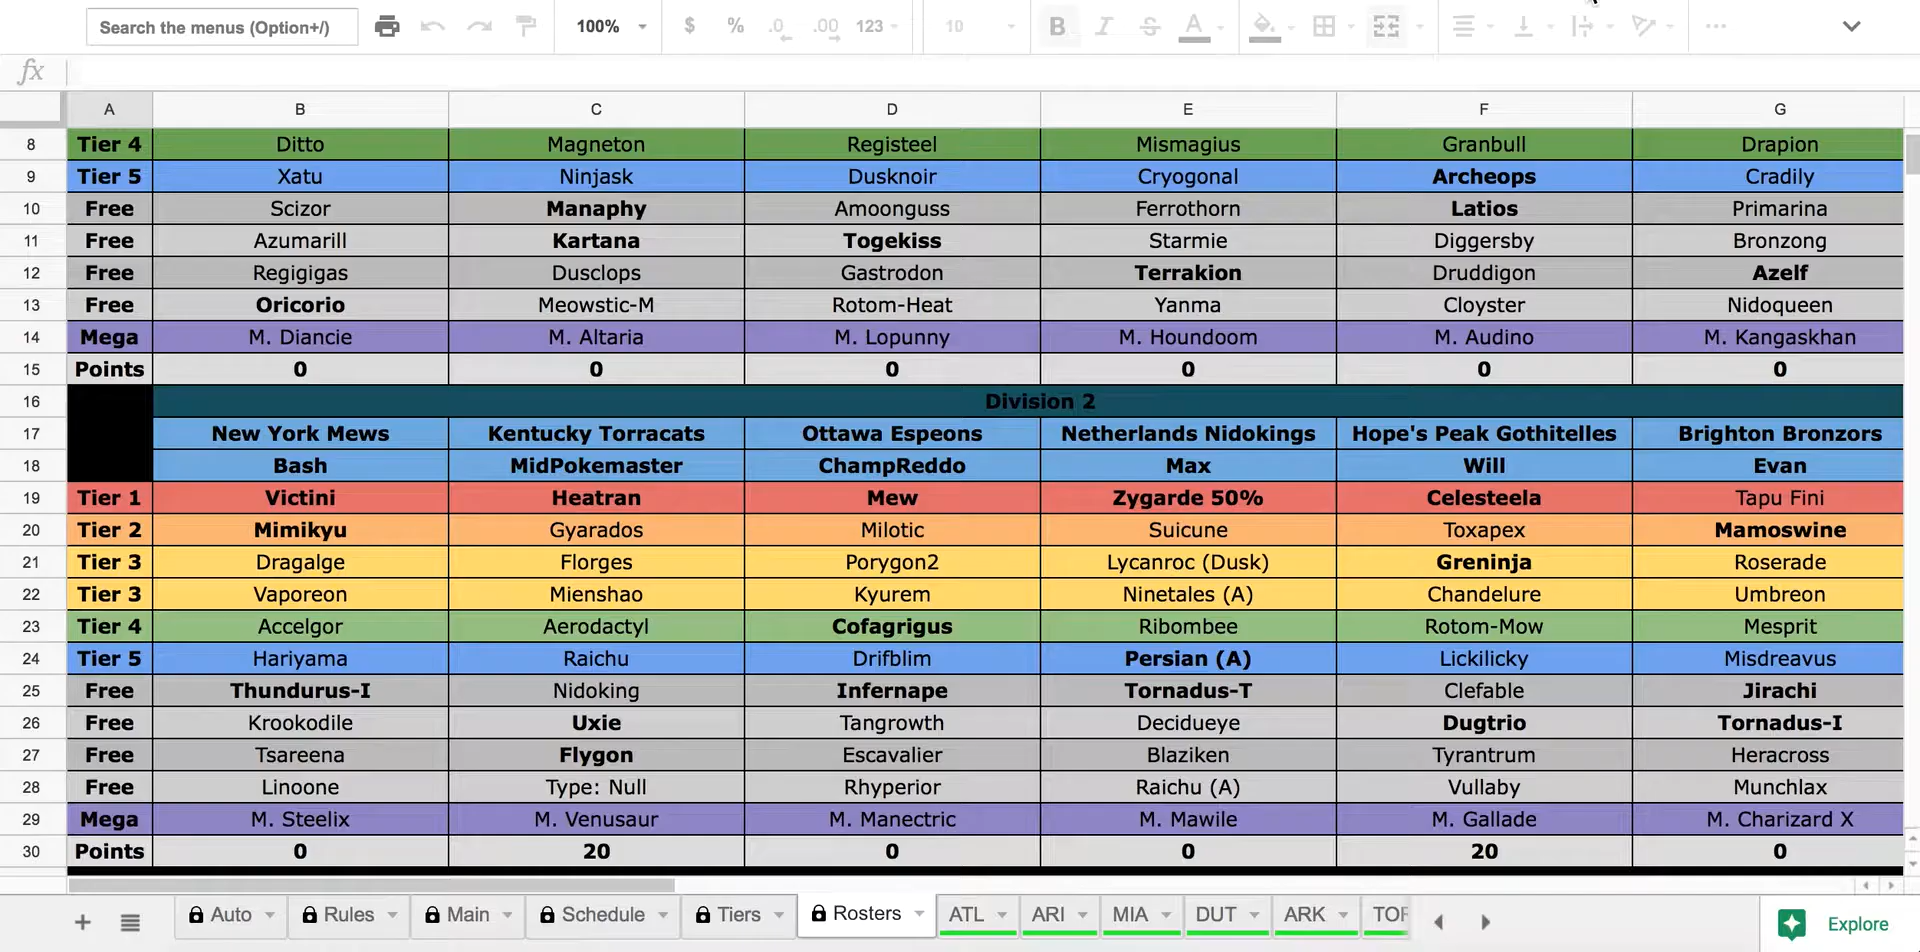 Search the menus (Option+/) 100% $ % .0 .00 123 10 B I S A
fx
A B C D E F G
8 Tier 4 Ditto Magneton Registeel Mismagius Granbull Drapion
9 Tier 5 Xatu Ninjask Dusknoir Cryogonal Archeops Cradily
10 Free Scizor Manaphy Amoonguss Ferrothorn Latios Primarina
11 Free Azumarill Kartana Togekiss Starmie Diggersby Bronzong
12 Free Regigigas Dusclops Gastrodon Terrakion Druddigon Azelf
13 Free Oricorio Meowstic-M Rotom-Heat Yanma Cloyster Nidoqueen
14 Mega M. Diancie M. Altaria M. Lopunny M. Houndoom M. Audino M. Kangaskhan
15 Points 0 0 0 0 0 0
16 Division 2
17 New York Mews Kentucky Torracats Ottawa Espeons Netherlands Nidokings Hope's Peak Gothitelles Brighton Bronzors
18 Bash MidPokemaster ChampReddo Max Will Evan
19 Tier 1 Victini Heatran Mew Zygarde 50% Celesteela Tapu Fini
20 Tier 2 Mimikyu Gyarados Milotic Suicune Toxapex Mamoswine
21 Tier 3 Dragalge Florges Porygon2 Lycanroc (Dusk) Greninja Roserade
22 Tier 3 Vaporeon Mienshao Kyurem Ninetales (A) Chandelure Umbreon
23 Tier 4 Accelgor Aerodactyl Cofagrigus Ribombee Rotom-Mow Mesprit
24 Tier 5 Hariyama Raichu Drifblim Persian (A) Lickilicky Misdreavus
25 Free Thundurus-I Nidoking Infernape Tornadus-T Clefable Jirachi
26 Free Krookodile Uxie Tangrowth Decidueye Dugtrio Tornadus-I
27 Free Tsareena Flygon Escavalier Blaziken Tyrantrum Heracross
28 Free Linoone Type: Null Rhyperior Raichu (A) Vullaby Munchlax
29 Mega M. Steelix M. Venusaur M. Manectric M. Mawile M. Gallade M. Charizard X
30 Points 0 20 0 0 20 0
+ Auto Rules Main Schedule Tiers Rosters ATL ARI MIA DUT ARK TOR Explore